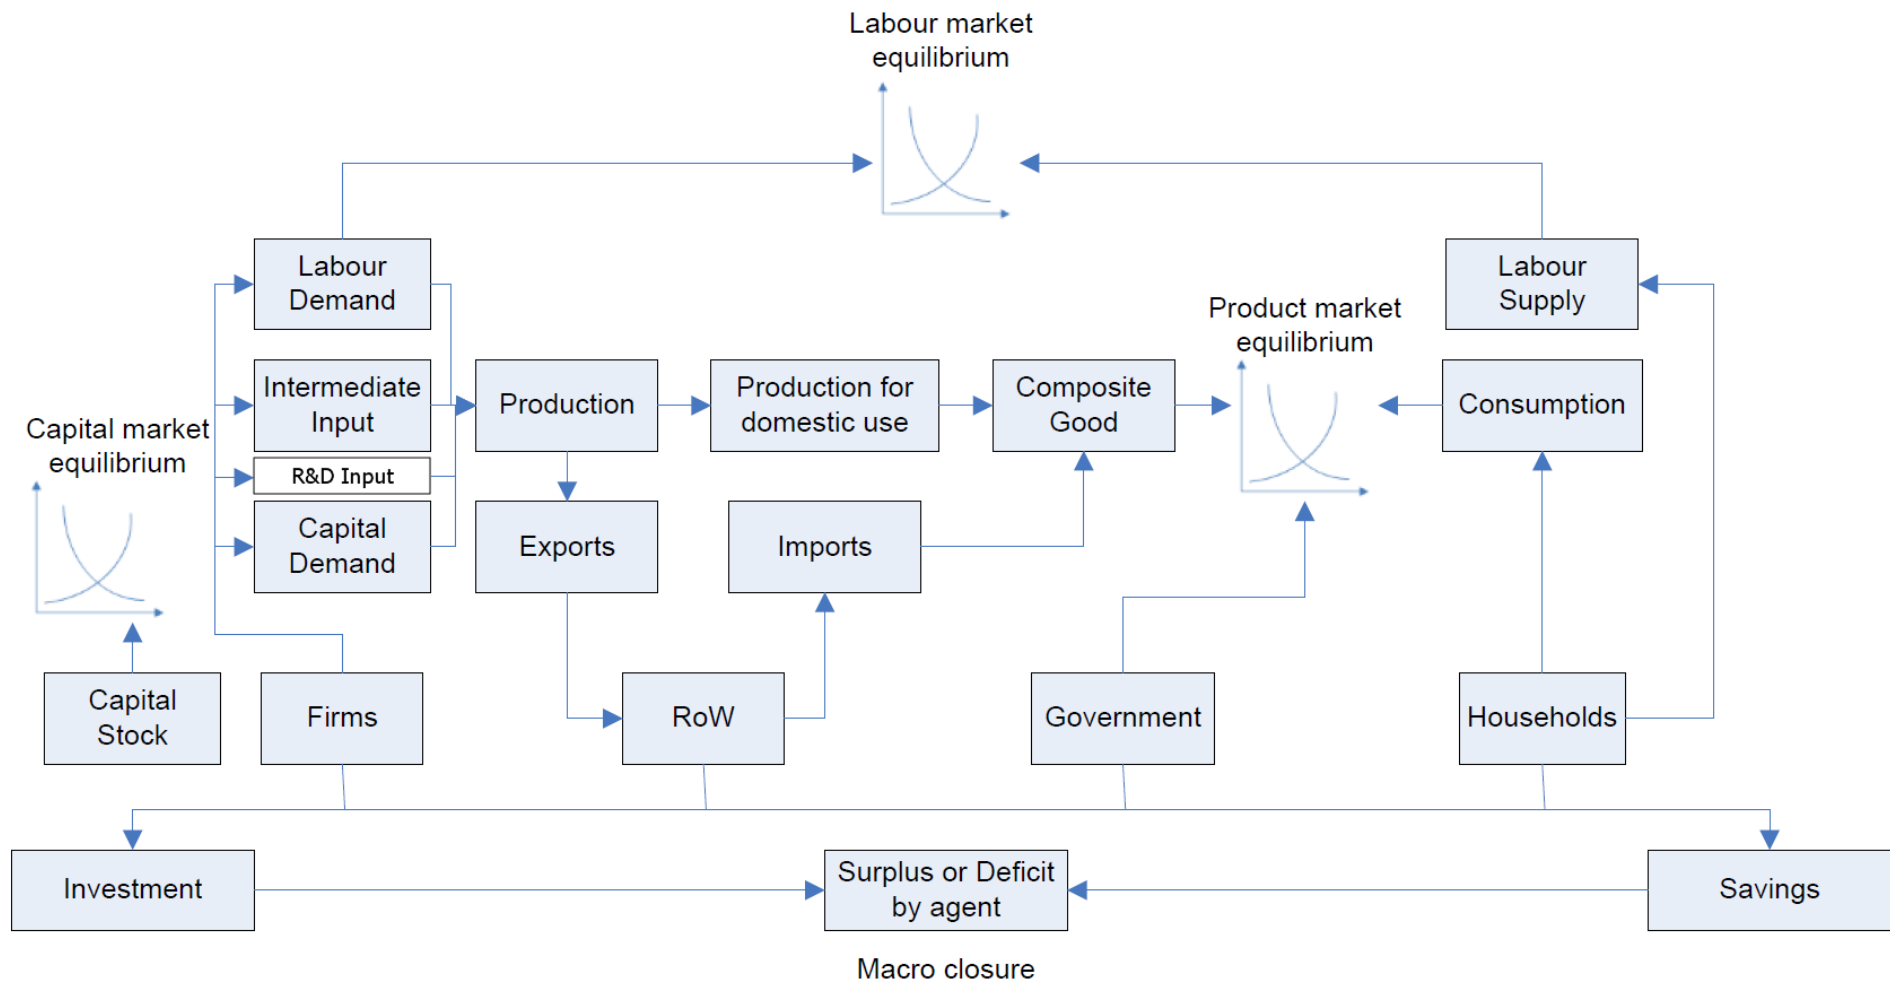 Labour market
equilibrium
Labour
Demand
Labour
Supply
Product market
equilibrium
Intermediate
Input
Production
Production for
domestic use
Composite
Good
Consumption
Capital market
equilibrium
R&D Input
Capital
Demand
Exports
Imports
Capital
Stock
Firms
RoW
Government
Households
Investment
Surplus or Deficit
by agent
Savings
Macro closure